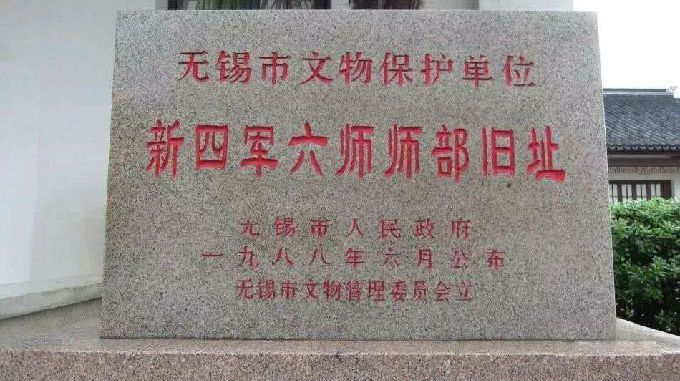 无锡市文物保护单位
新四军六师师部旧址
无锡市人民政府
一九八八年六月公布
无锡市文物管理委员会立